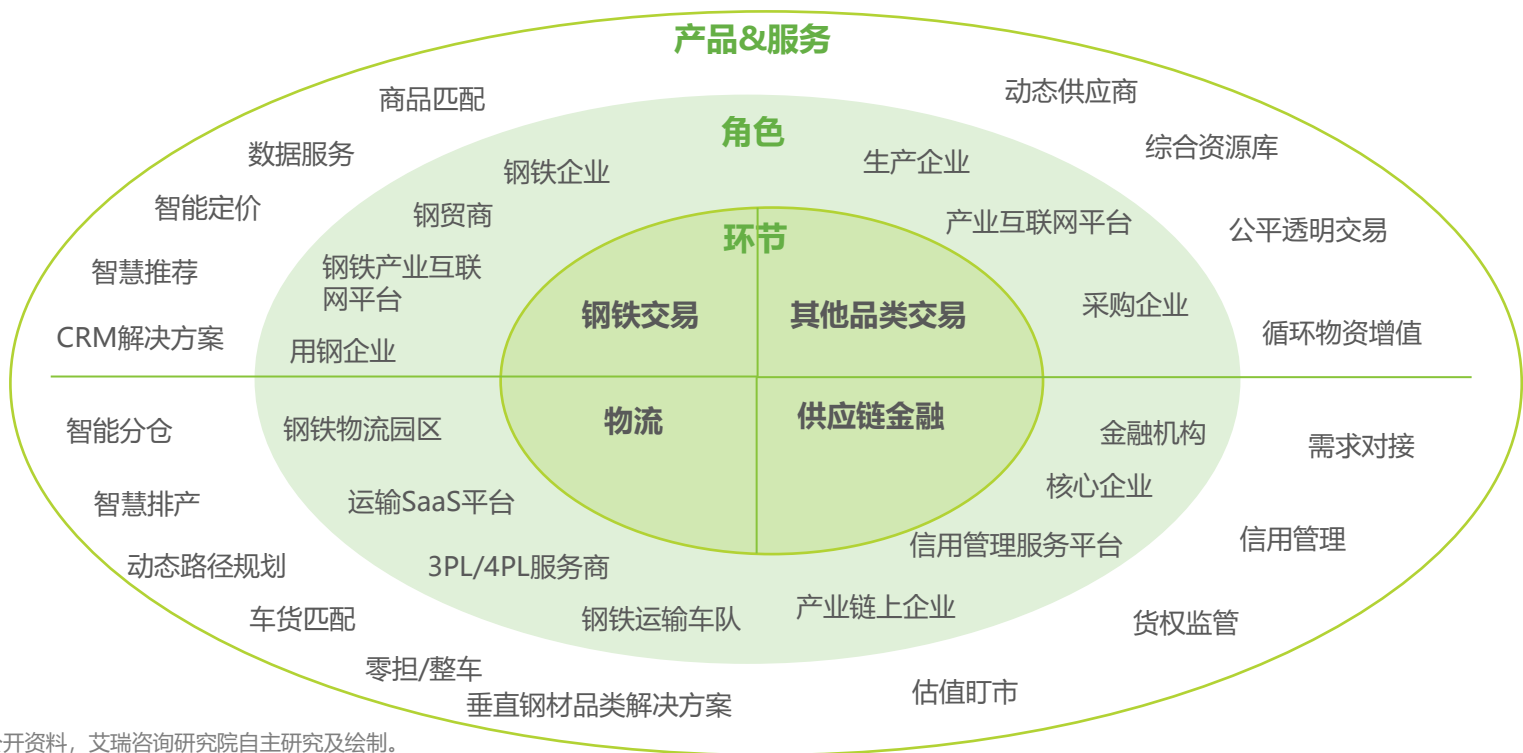 产品&服务
商品匹配
动态供应商
角色
数据服务
综合资源库
钢铁企业
生产企业
智能定价
钢贸商
产业互联网平台
公平透明交易
环节
智慧推荐
钢铁产业互联
网平台
钢铁交易
其他品类交易
采购企业
CRM解决方案
用钢企业
循环物资增值
智能分仓
钢铁物流园区
物流
供应链金融
金融机构
需求对接
智慧排产
运输SaaS平台
核心企业
动态路径规划
3PL/4PL服务商
信用管理服务平台
信用管理
车货匹配
钢铁运输车队
产业链上企业
货权监管
零担/整车
垂直钢材品类解决方案
估值盯市
开资料，艾瑞咨询研究院自主研究及绘制。